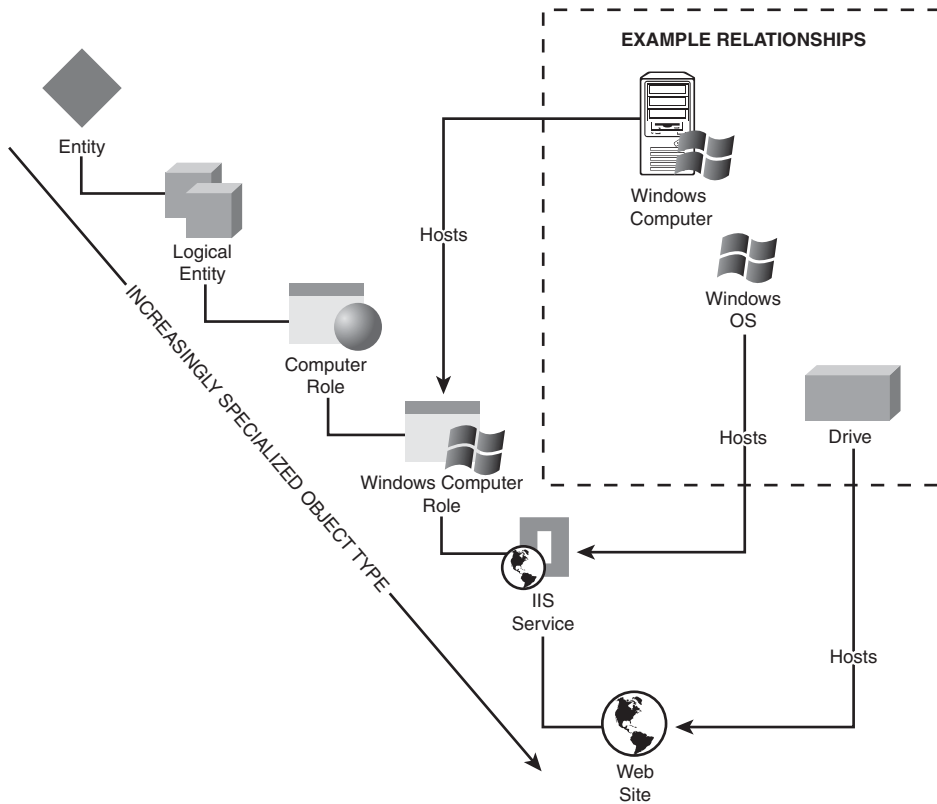 EXAMPLE RELATIONSHIPS
Entity
Windows
Computer
Hosts
Logical
Entity
Windows
OS
INCREASINGLY SPECIALIZED OBJECT TYPE
Computer
Role
Hosts
Drive
Windows Computer
Role
IIS
Service
Hosts
Web
Site